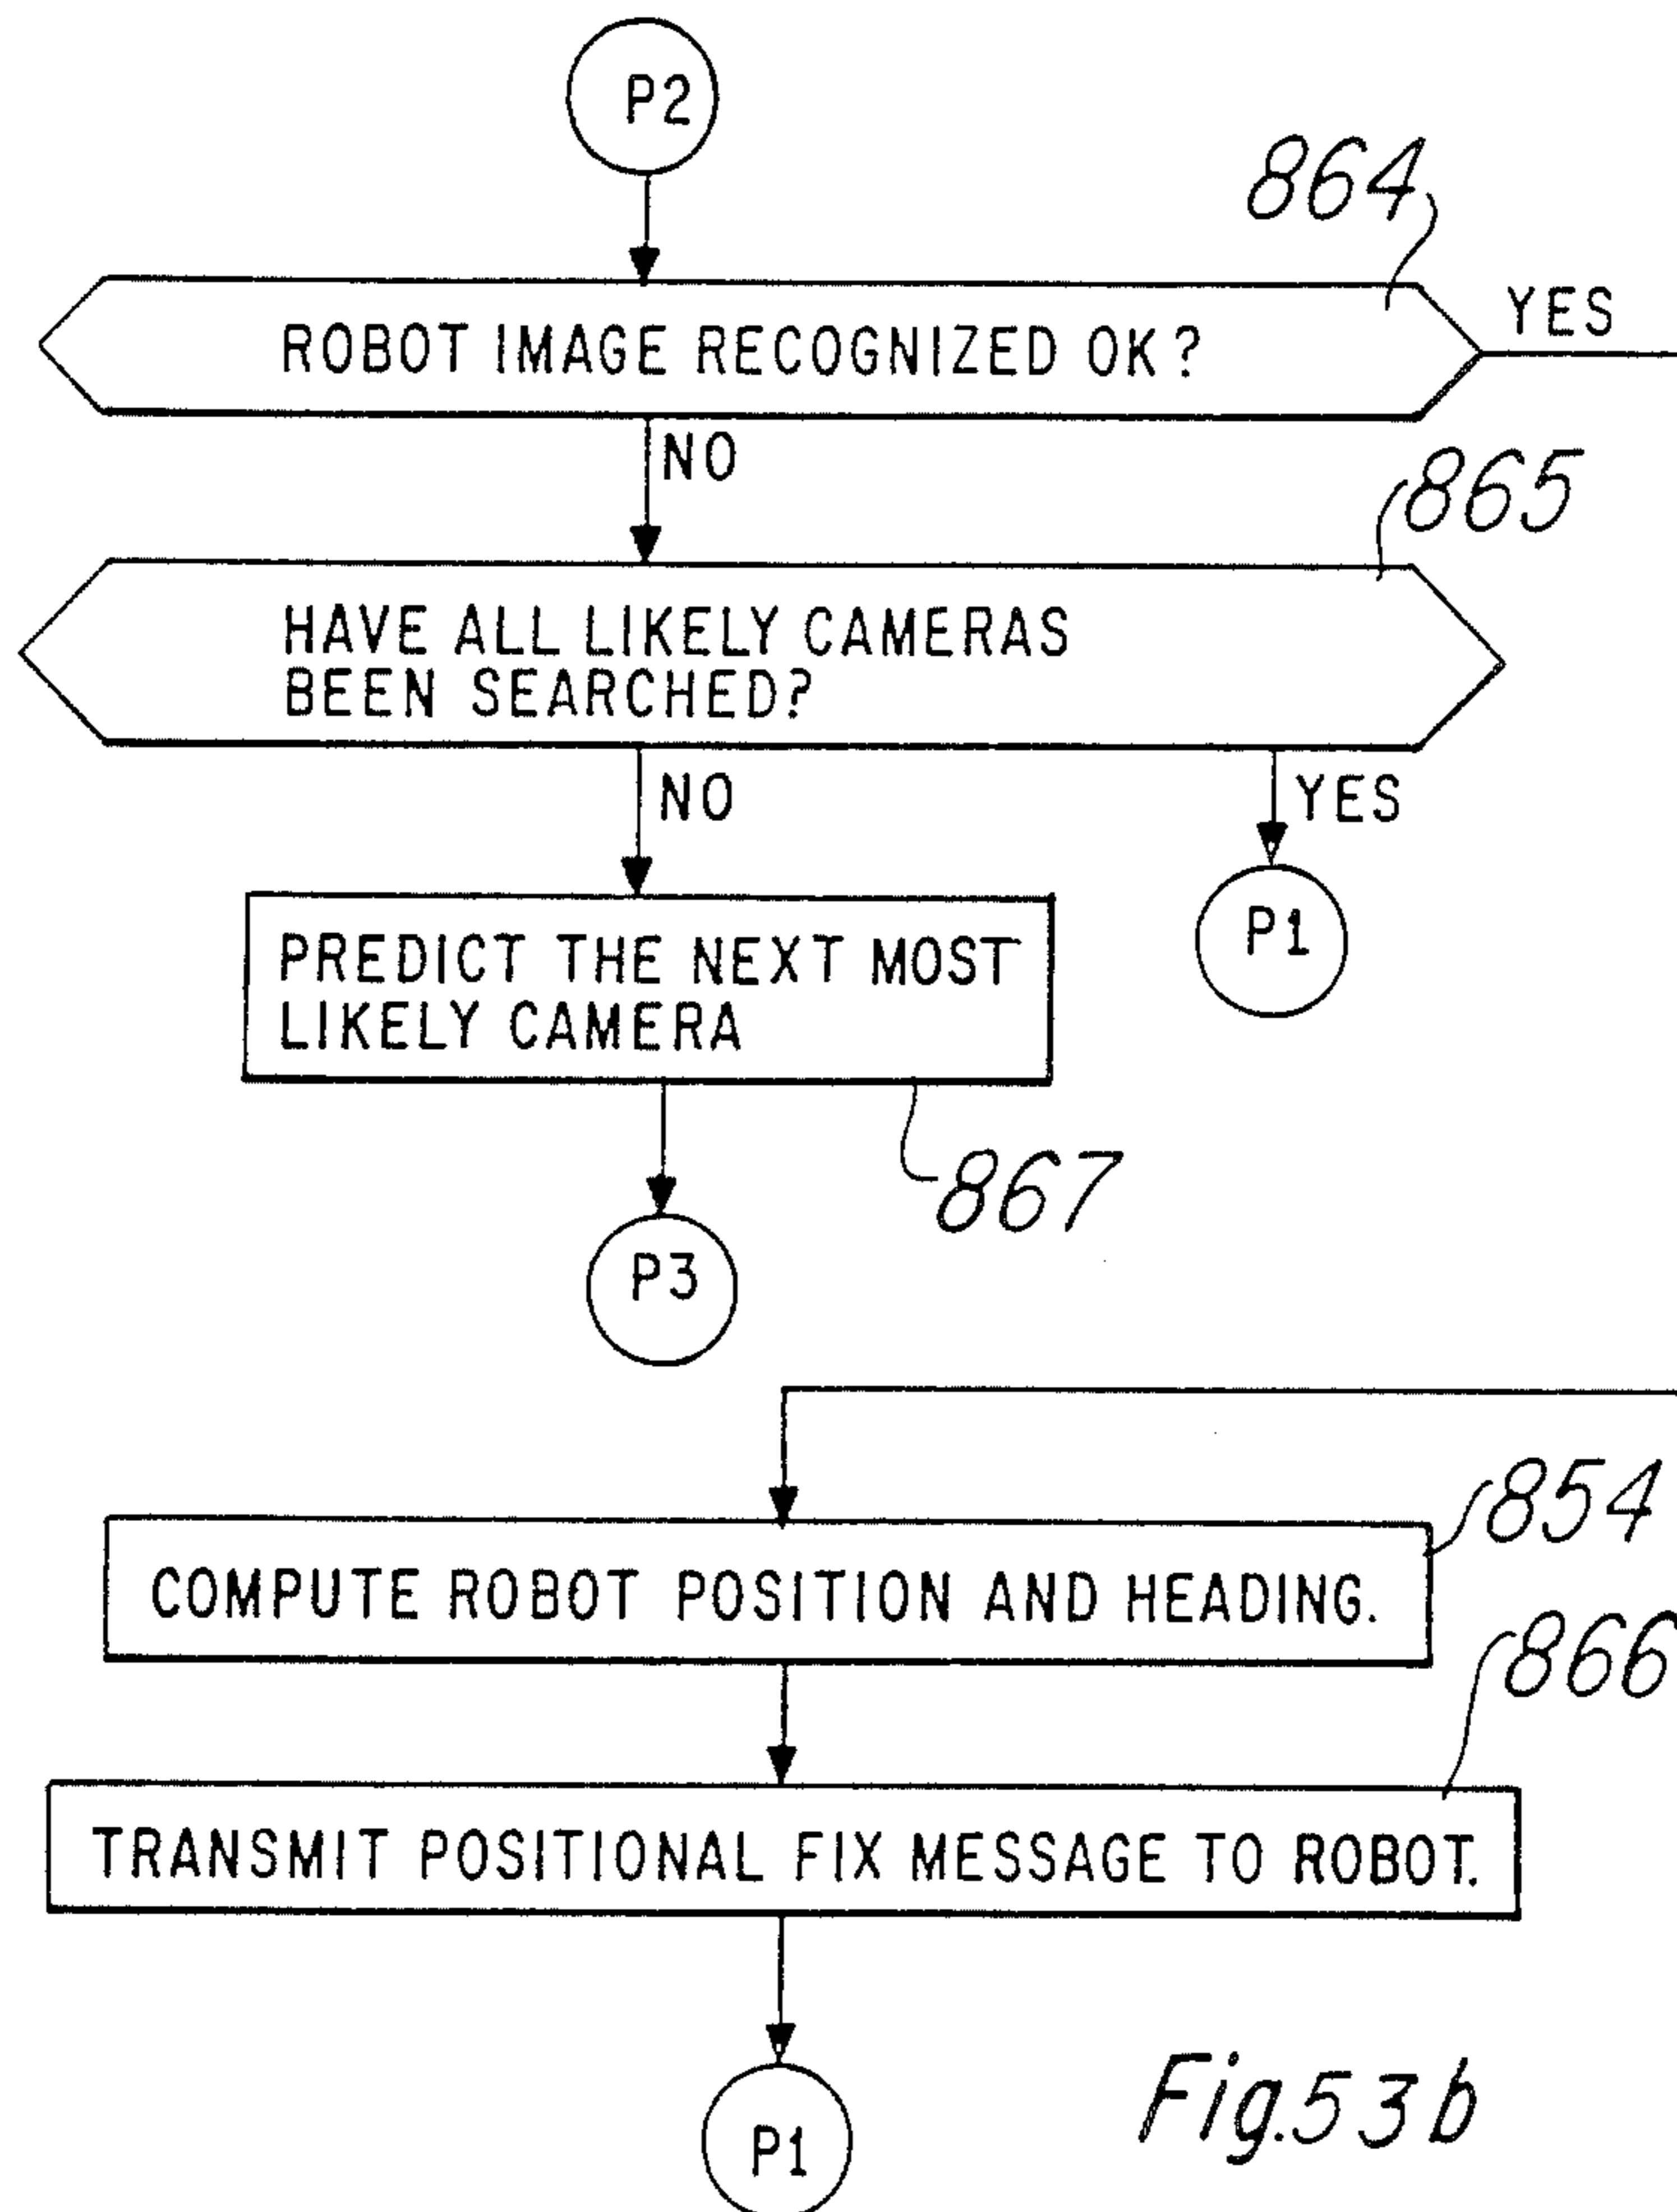 P2
864
ROBOT IMAGE RECOGNIZED OK?
YES
NO
865
HAVE ALL LIKELY CAMERAS
BEEN SEARCHED?
NO
YES
PREDICT THE NEXT MOST
LIKELY CAMERA
P1
867
P3
854
COMPUTE ROBOT POSITION AND HEADING.
866
TRANSMIT POSITIONAL FIX MESSAGE TO ROBOT.
P1
Fig.53b